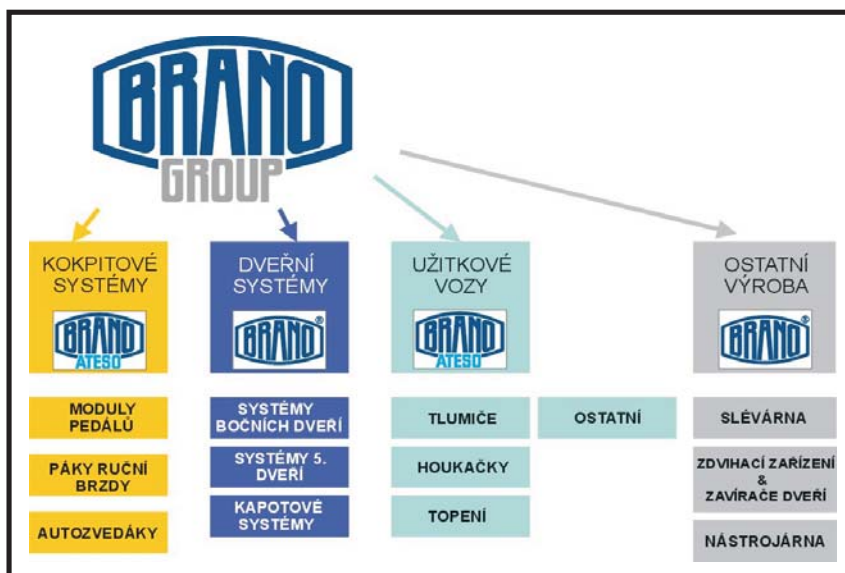 BRANO
GROUP
KOKPITOVÉ
SYSTÉMY
BRANO
ATESO
DVEŘNÍ
SYSTÉMY
BRANO®
UŽITKOVÉ
VOZY
BRANO
ATESO
OSTATNÍ
VÝROBA
BRANO®
MODULY
PEDÁLŮ
PÁKY RUČNÍ
BRZDY
AUTOZVEDÁKY
SYSTÉMY
BOČNÍCH DVEŘÍ
SYSTÉMY 5.
DVEŘÍ
KAPOTOVÉ
SYSTÉMY
TLUMIČE
HOUKAČKY
TOPENÍ
OSTATNÍ
SLÉVÁRNA
ZDVIHACÍ ZAŘÍZENÍ
&
ZAVÍRAČE DVEŘÍ
NÁSTROJÁRNA